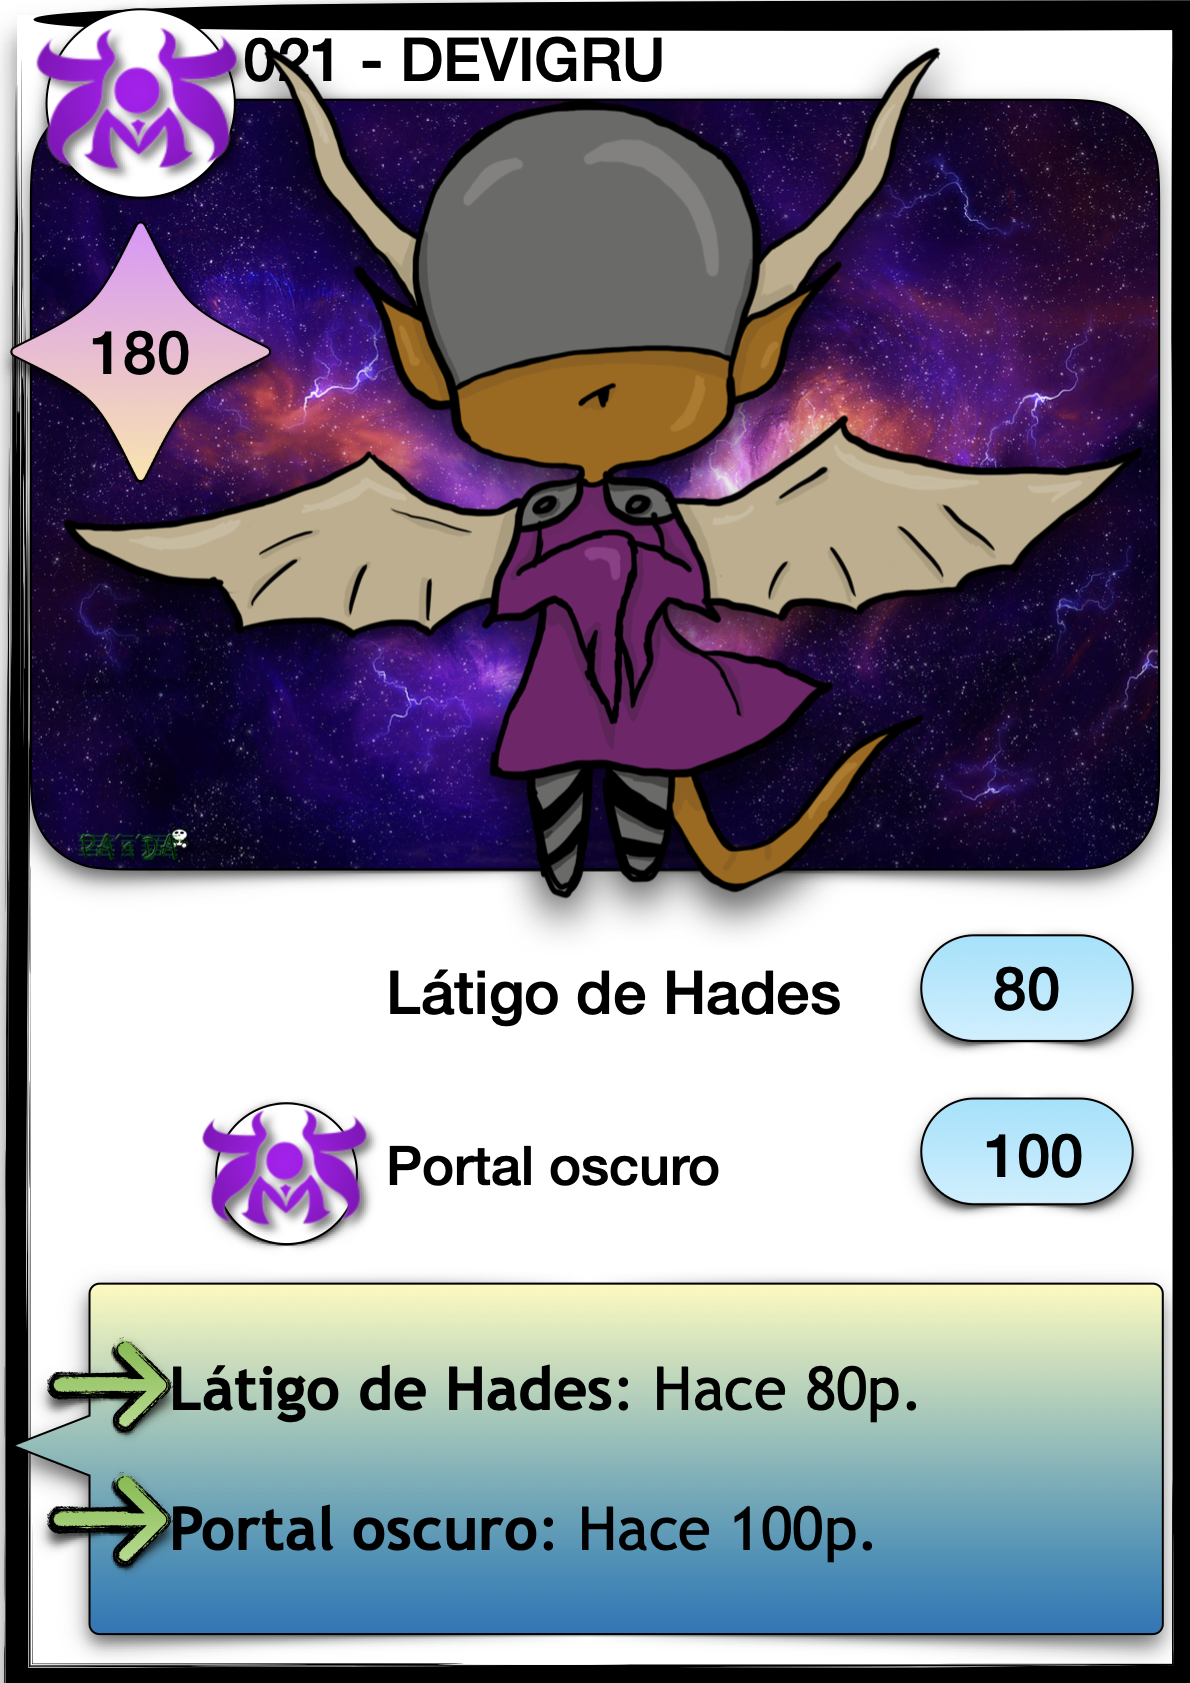 021 - DEVIGRU
180
Látigo de Hades 80
Portal oscuro 100
Látigo de Hades: Hace 80p.
Portal oscuro: Hace 100p.